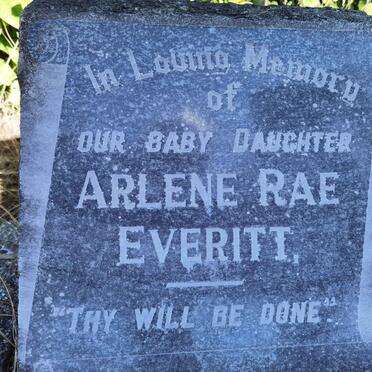 In Loving Memory
of
OUR BABY DAUGHTER
ARLENE RAE
EVERITT,
"THY WILL BE DONE".